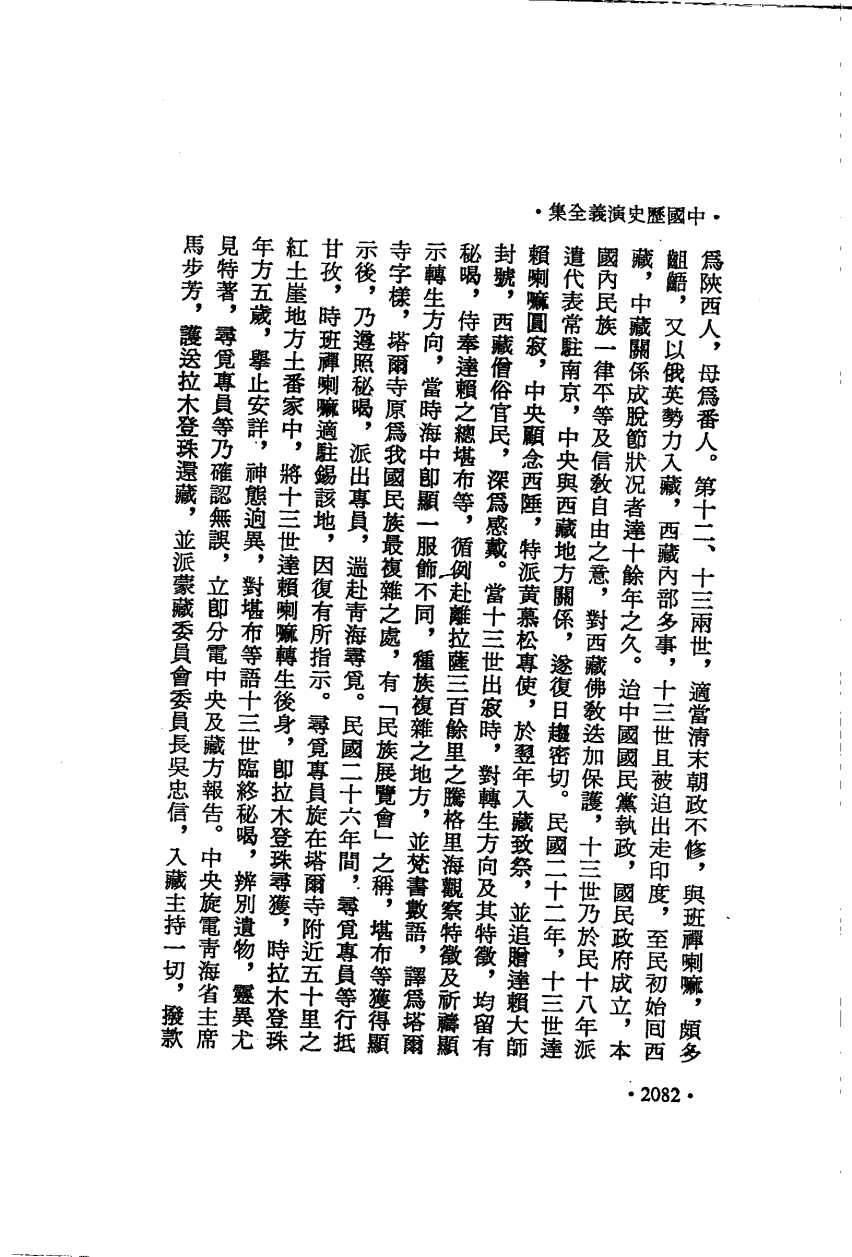 ·中國歷史演義全集·
爲陝西人，母爲番人。第十二、十三兩世，適當清末朝政不修，與班禪喇嘛，頗多
齟齬，又以俄英勢力入藏，西藏內部多事，十三世且被迫出走印度，至民初始囘西
藏，中藏關係成脫節狀況者達十餘年之久。治中國國民黨執政，國民政府成立，本
國內民族一律平等及信教自由之意，對西藏佛教迭加保護，十三世乃於民十八年派
遣代表常駐南京，中央與西藏地方關係，遂復日趨密切。民國二十二年，十三世達
賴喇嘛圓寂，中央顧念西陲，特派黃慕松專使，於翌年入藏致祭，並追贈達賴大師
封號，西藏僧俗官民，深爲感戴。當十三世出寂時，對轉生方向及其特徵，均留有
秘喝，侍奉達賴之總堪布等，循例赴離拉薩三百餘里之騰格里海觀察特徵及祈禱顯
示轉生方向，當時海中卽顯一服飾不同，種族複雜之地方，並梵書數語，譯爲塔爾
寺字樣，塔爾寺原爲我國民族最複雜之處，有「民族展覽會」之稱，堪布等獲得顯
示後，乃遵照秘喝，派出專員，遄赴青海尋覓。民國二十六年間，尋覓專員等行抵
甘孜，時班禪喇嘛適駐錫該地，因復有所指示。尋覓專員旋在塔爾寺附近五十里之
紅土崖地方土番家中，將十三世達賴喇嘛轉生後身，卽拉木登珠尋獲，時拉木登珠
年方五歲，舉止安詳，神態逈異，對堪布等語十三世臨終秘喝，辨別遺物，靈異尤
見特著，尋覓專員等乃確認無誤，立卽分電中央及藏方報告。中央旋電青海省主席
馬步芳，護送拉木登珠還藏，並派蒙藏委員會委員長吳忠信，入藏主持一切，撥款
·2082·